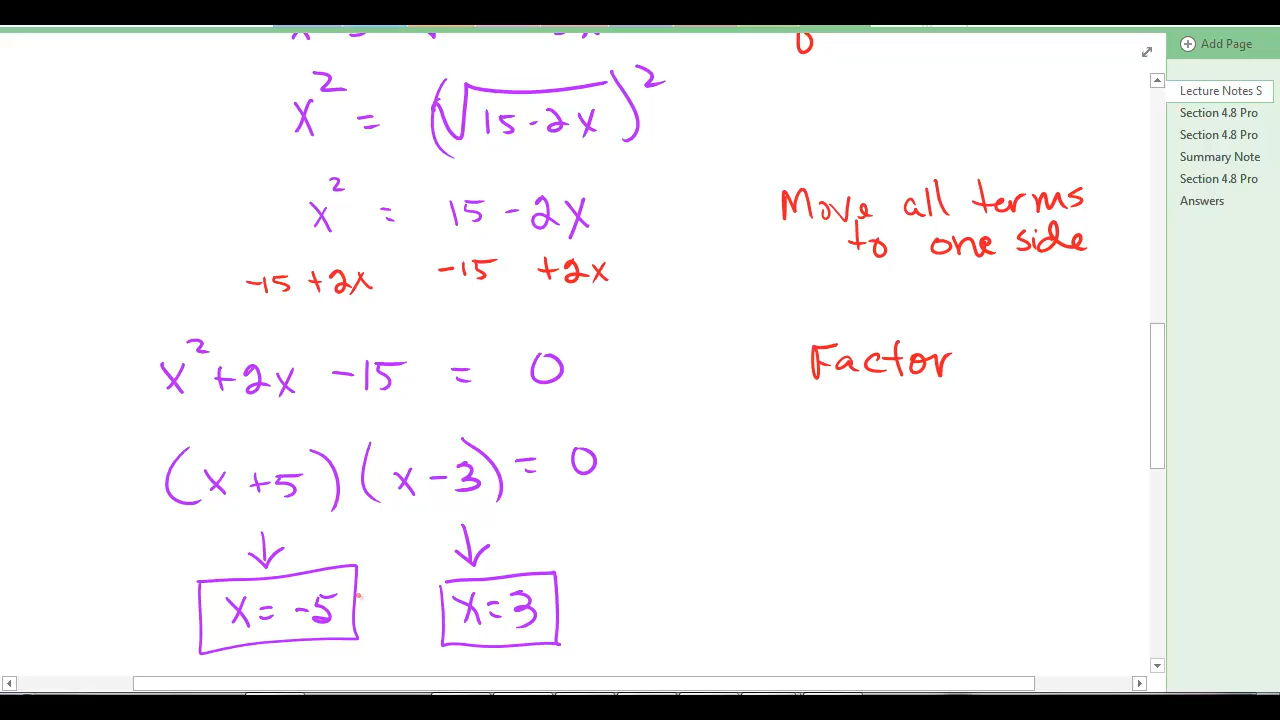 x² = (√15-2x)²
x² = 15-2x
Move all terms
to one side
-15 +2x -15 +2x
x²+2x -15 = 0
Factor
(x +5)(x -3) = 0
x = -5
x = 3
Add Page
Lecture Notes S
Section 4.8 Pro
Section 4.8 Pro
Summary Note
Section 4.8 Pro
Answers